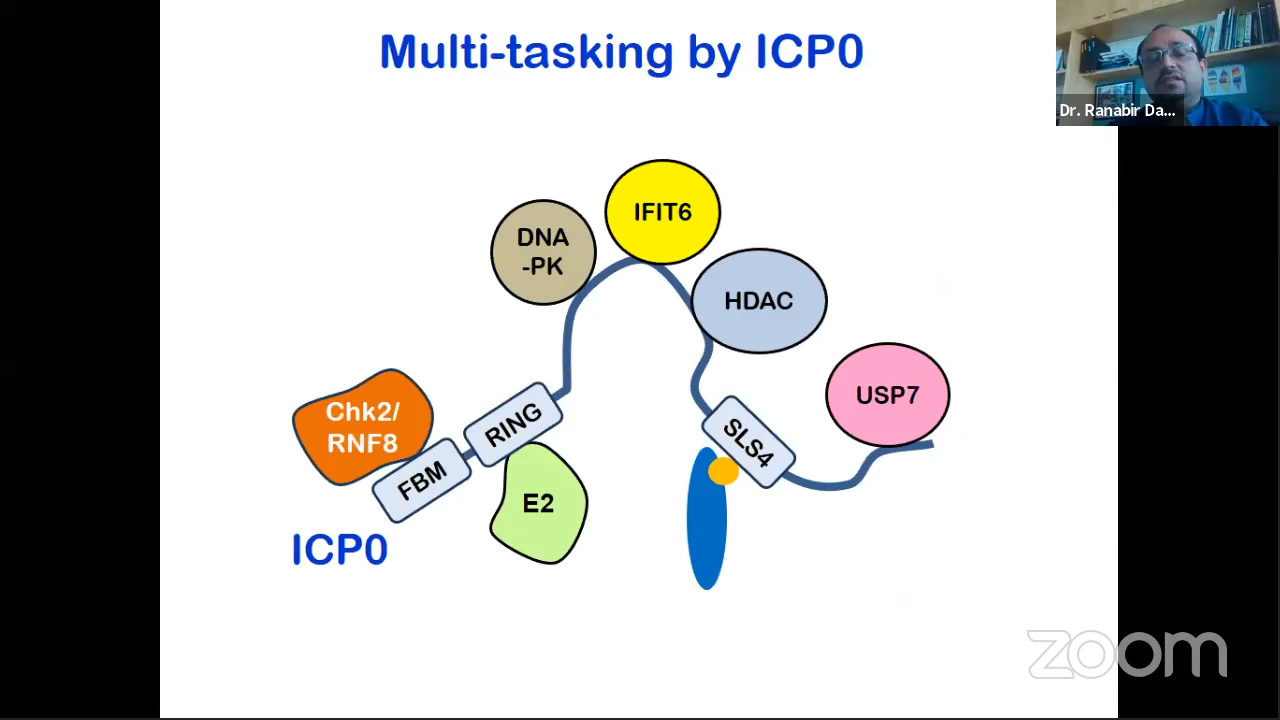 Multi-tasking by ICP0
Dr. Ranabir Da...
IFIT6
DNA
-PK
HDAC
USP7
Chk2/
RNF8
RING
SLS4
FBM
E2
ICP0
zoom